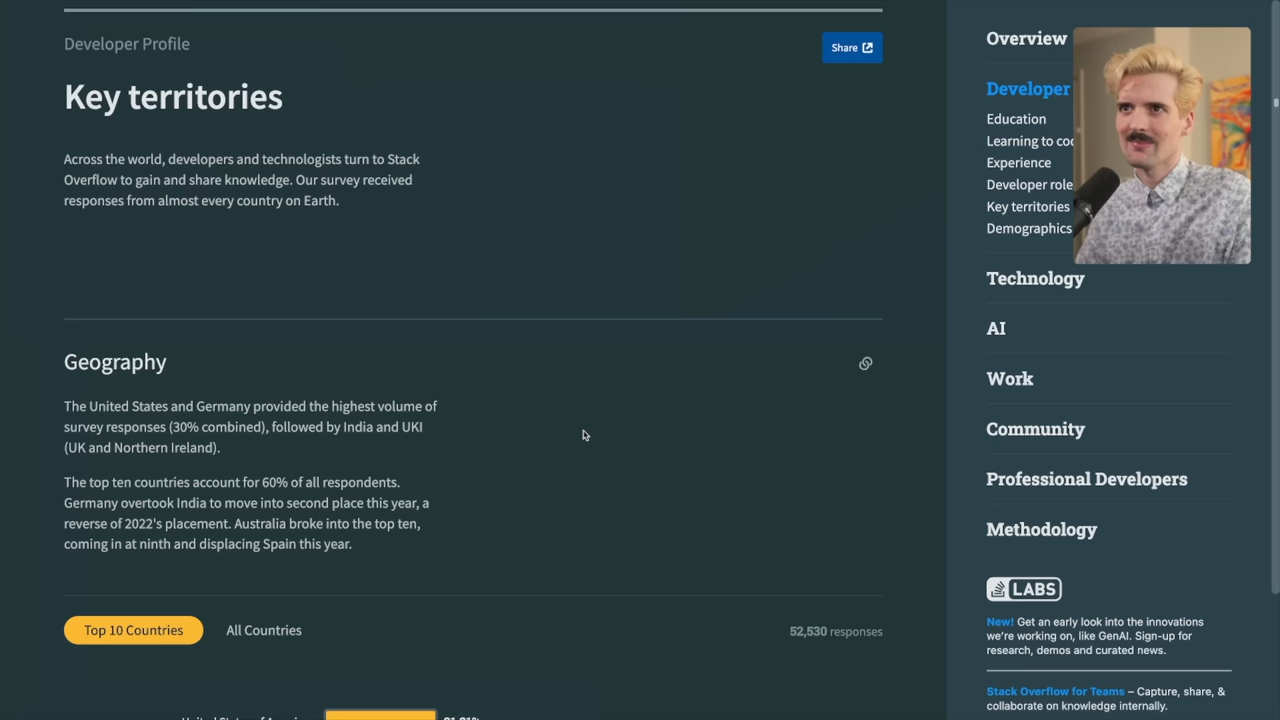 Developer Profile
Share
Key territories
Across the world, developers and technologists turn to Stack
Overflow to gain and share knowledge. Our survey received
responses from almost every country on Earth.
Geography
The United States and Germany provided the highest volume of
survey responses (30% combined), followed by India and UKI
(UK and Northern Ireland).
The top ten countries account for 60% of all respondents.
Germany overtook India to move into second place this year, a
reverse of 2022's placement. Australia broke into the top ten,
coming in at ninth and displacing Spain this year.
Top 10 Countries
All Countries
52,530 responses
Overview
Developer
Education
Learning to
Experience
Developer role
Key territories
Demographics
Technology
AI
Work
Community
Professional Developers
Methodology
LABS
New! Get an early look into the innovations
we're working on, like GenAI. Sign-up for
research, demos and curated news.
Stack Overflow for Teams – Capture, share, &
collaborate on knowledge internally.